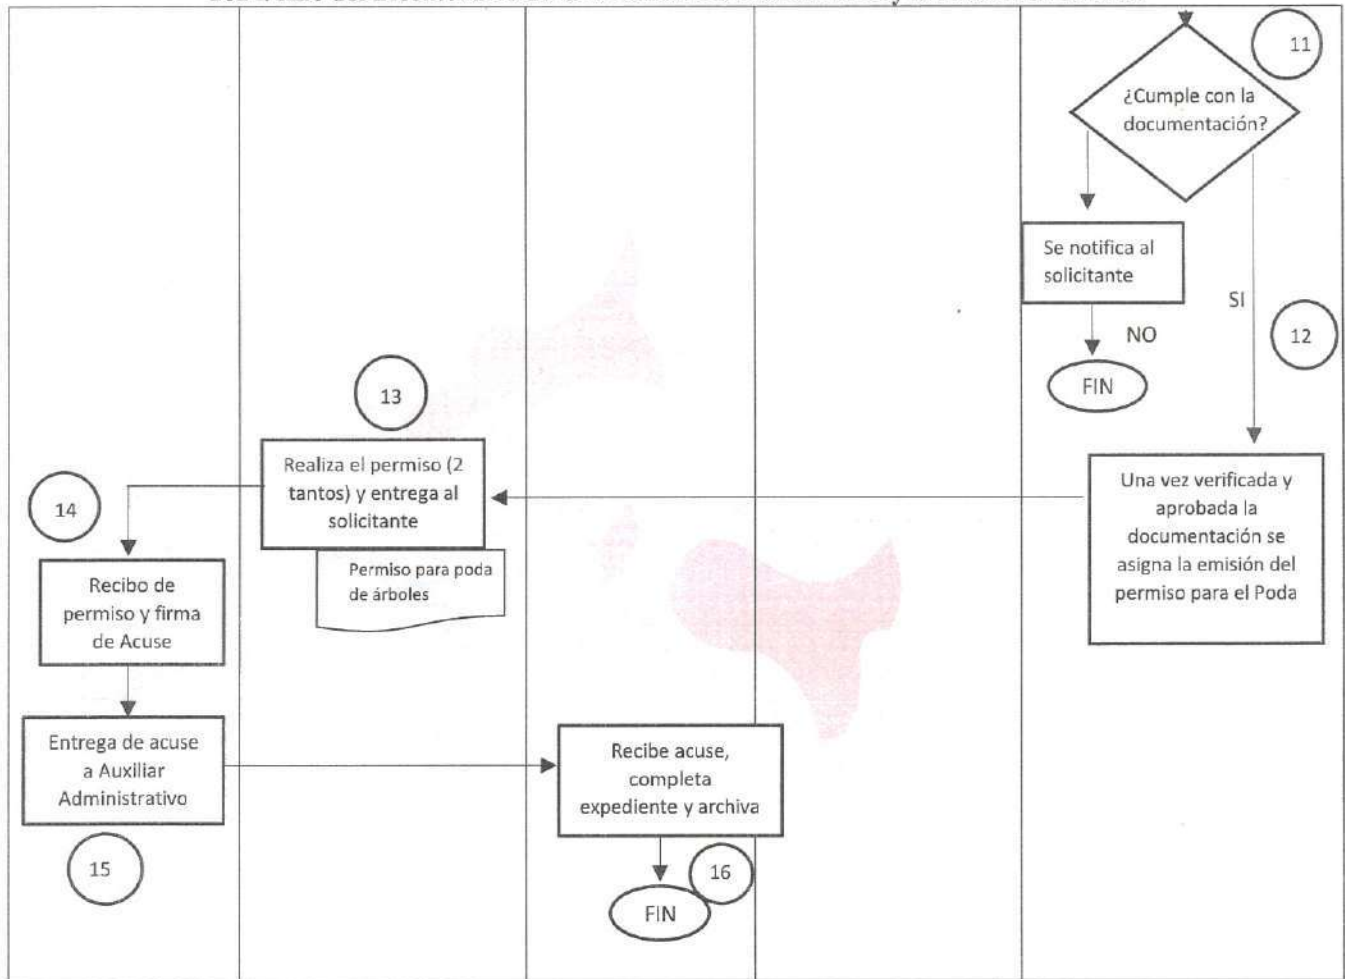 11
¿Cumple con la
documentación?
Se notifica al
solicitante
SI
NO
12
FIN
13
Realiza el permiso (2
tantos) y entrega al
solicitante
Una vez verificada y
aprobada la
documentación se
asigna la emisión del
permiso para el Poda
14
Permiso para poda
de árboles
Recibo de
permiso y firma
de Acuse
Entrega de acuse
a Auxiliar
Administrativo
Recibe acuse,
completa
expediente y archiva
15
16
FIN